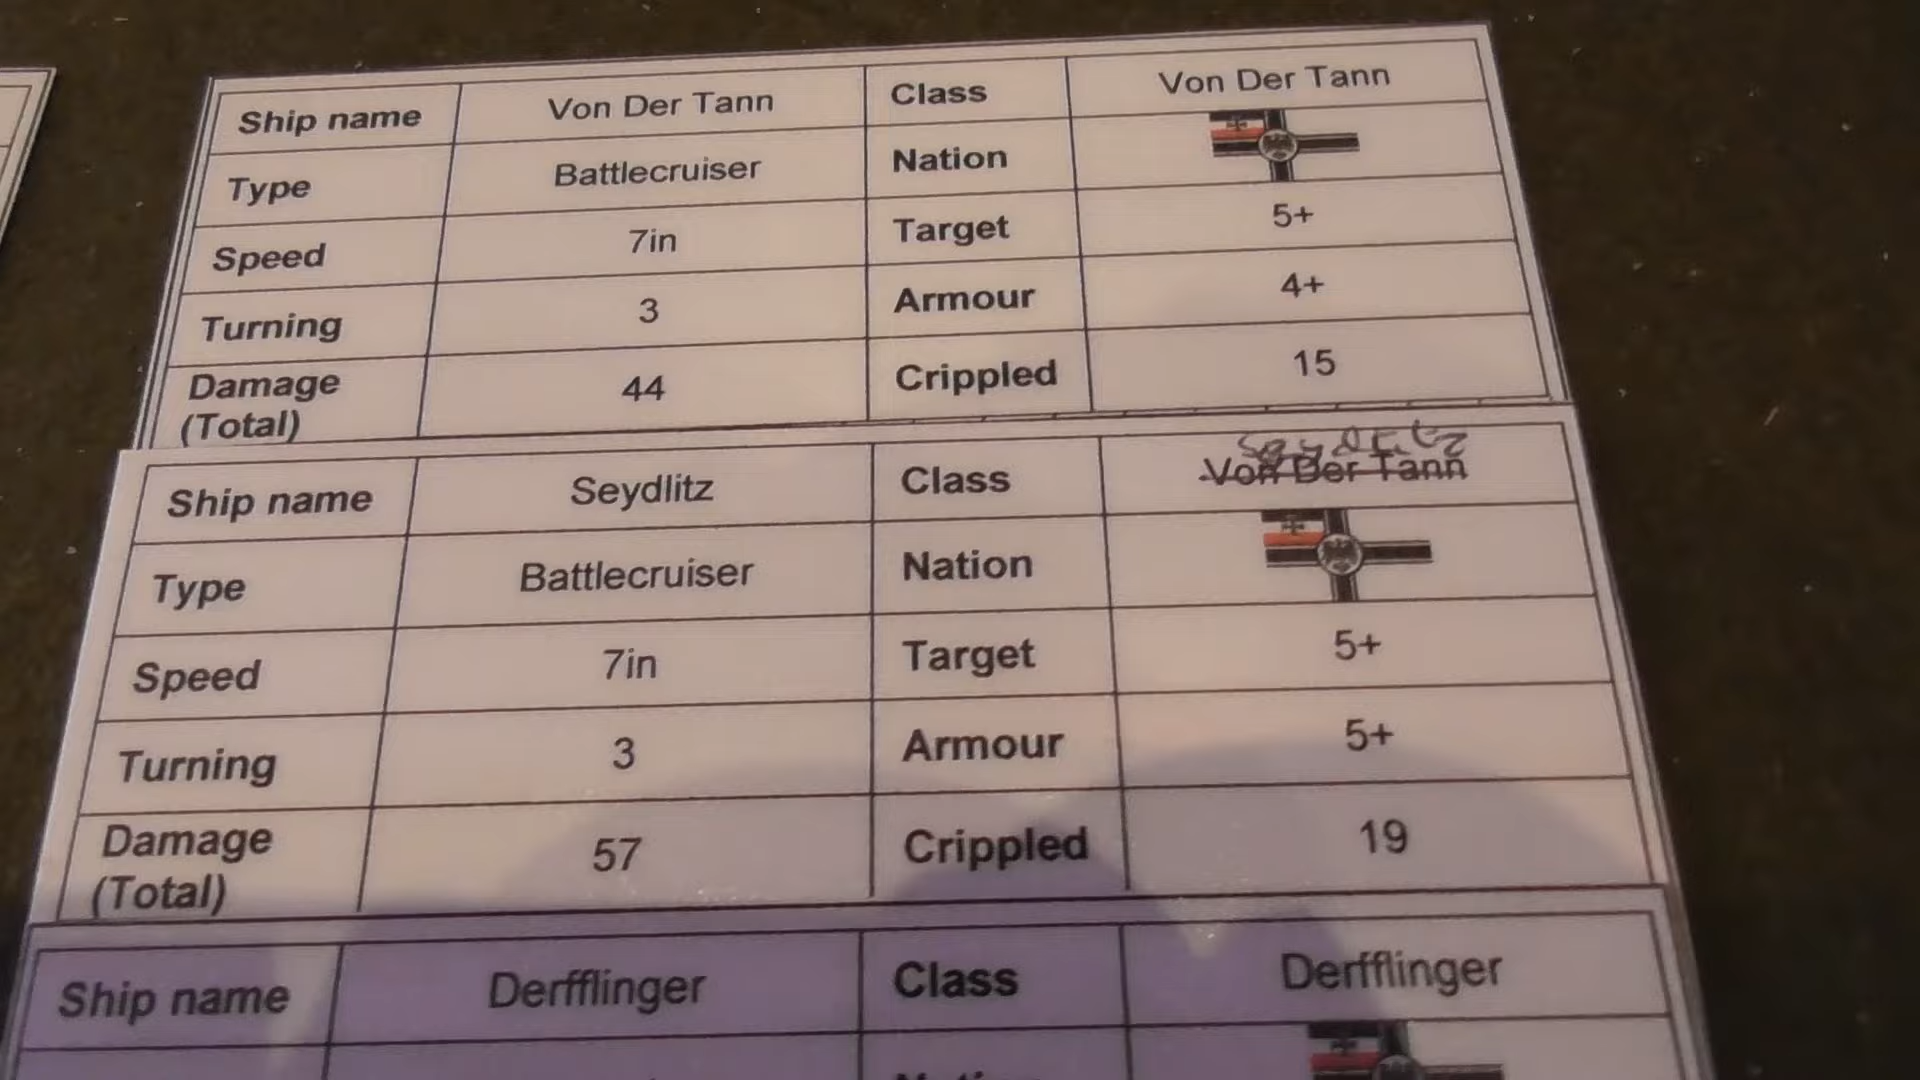 Ship name Von Der Tann Class Von Der Tann
Type Battlecruiser Nation
Speed 7in Target 5+
Turning 3 Armour 4+
Damage (Total) 44 Crippled 15
Seydlitz
Ship name Seydlitz Class Von Der Tann
Type Battlecruiser Nation
Speed 7in Target 5+
Turning 3 Armour 5+
Damage (Total) 57 Crippled 19
Ship name Derfflinger Class Derfflinger